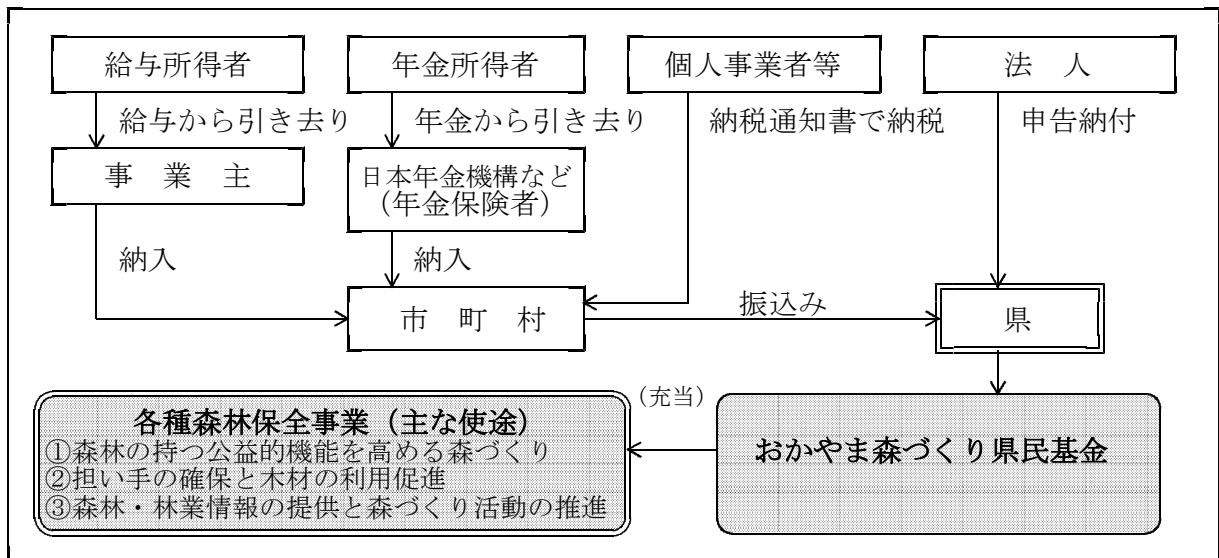 給与所得者
年金所得者
個人事業者等
法　人
給与から引き去り
年金から引き去り
納税通知書で納税
申告納付
事　業　主
日本年金機構など
（年金保険者）
納入
納入
市　町　村
振込み
県
（充当）
各種森林保全事業（主な使途）
①森林の持つ公益的機能を高める森づくり
②担い手の確保と木材の利用促進
③森林・林業情報の提供と森づくり活動の推進
おかやま森づくり県民基金